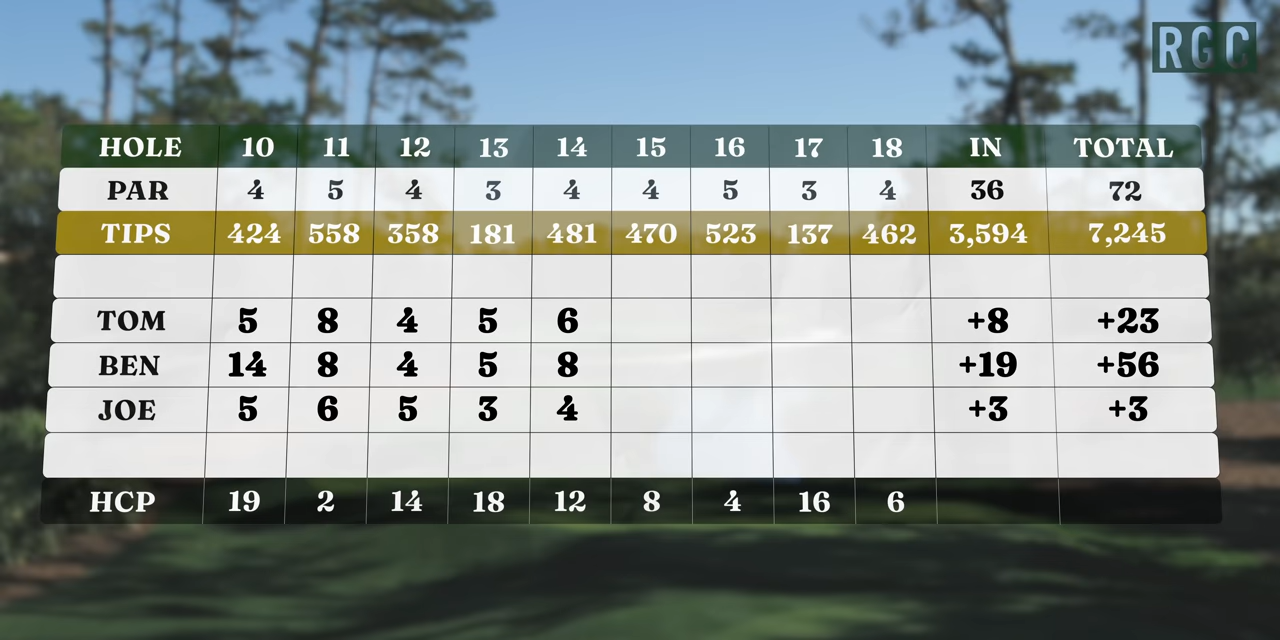 RGC
HOLE 10 11 12 13 14 15 16 17 18 IN TOTAL
PAR 4 5 4 3 4 4 5 3 4 36 72
TIPS 424 558 358 181 481 470 523 137 462 3,594 7,245
TOM 5 8 4 5 6 +8 +23
BEN 14 8 4 5 8 +19 +56
JOE 5 6 5 3 4 +3 +3
HCP 19 2 14 18 12 8 4 16 6